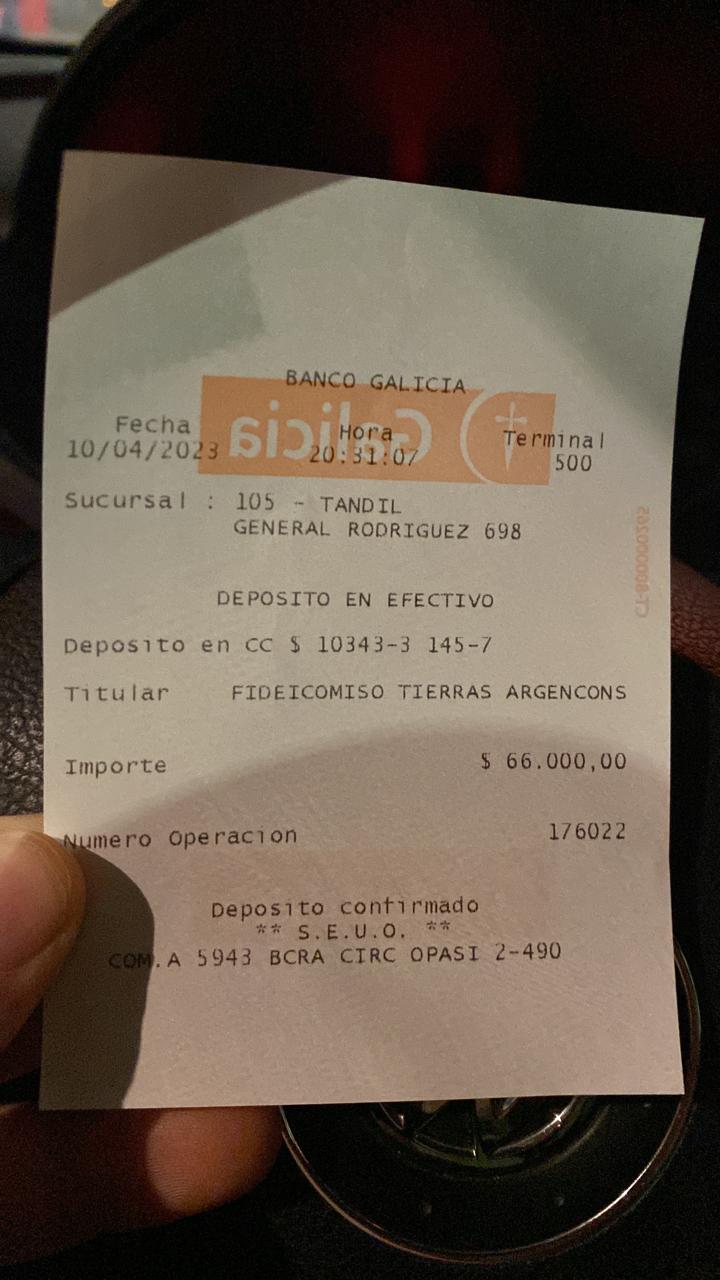 BANCO GALICIA
Galicia
Fecha Hora Terminal
10/04/2023 20:31:07 500
Sucursal : 105 - TANDIL
GENERAL RODRIGUEZ 698
DEPOSITO EN EFECTIVO
Deposito en CC $ 10343-3 145-7
Titular FIDEICOMISO TIERRAS ARGENCONS
Importe $ 66.000,00
Numero Operacion 176022
Deposito confirmado
** S.E.U.O. **
COM.A 5943 BCRA CIRC OPASI 2-490